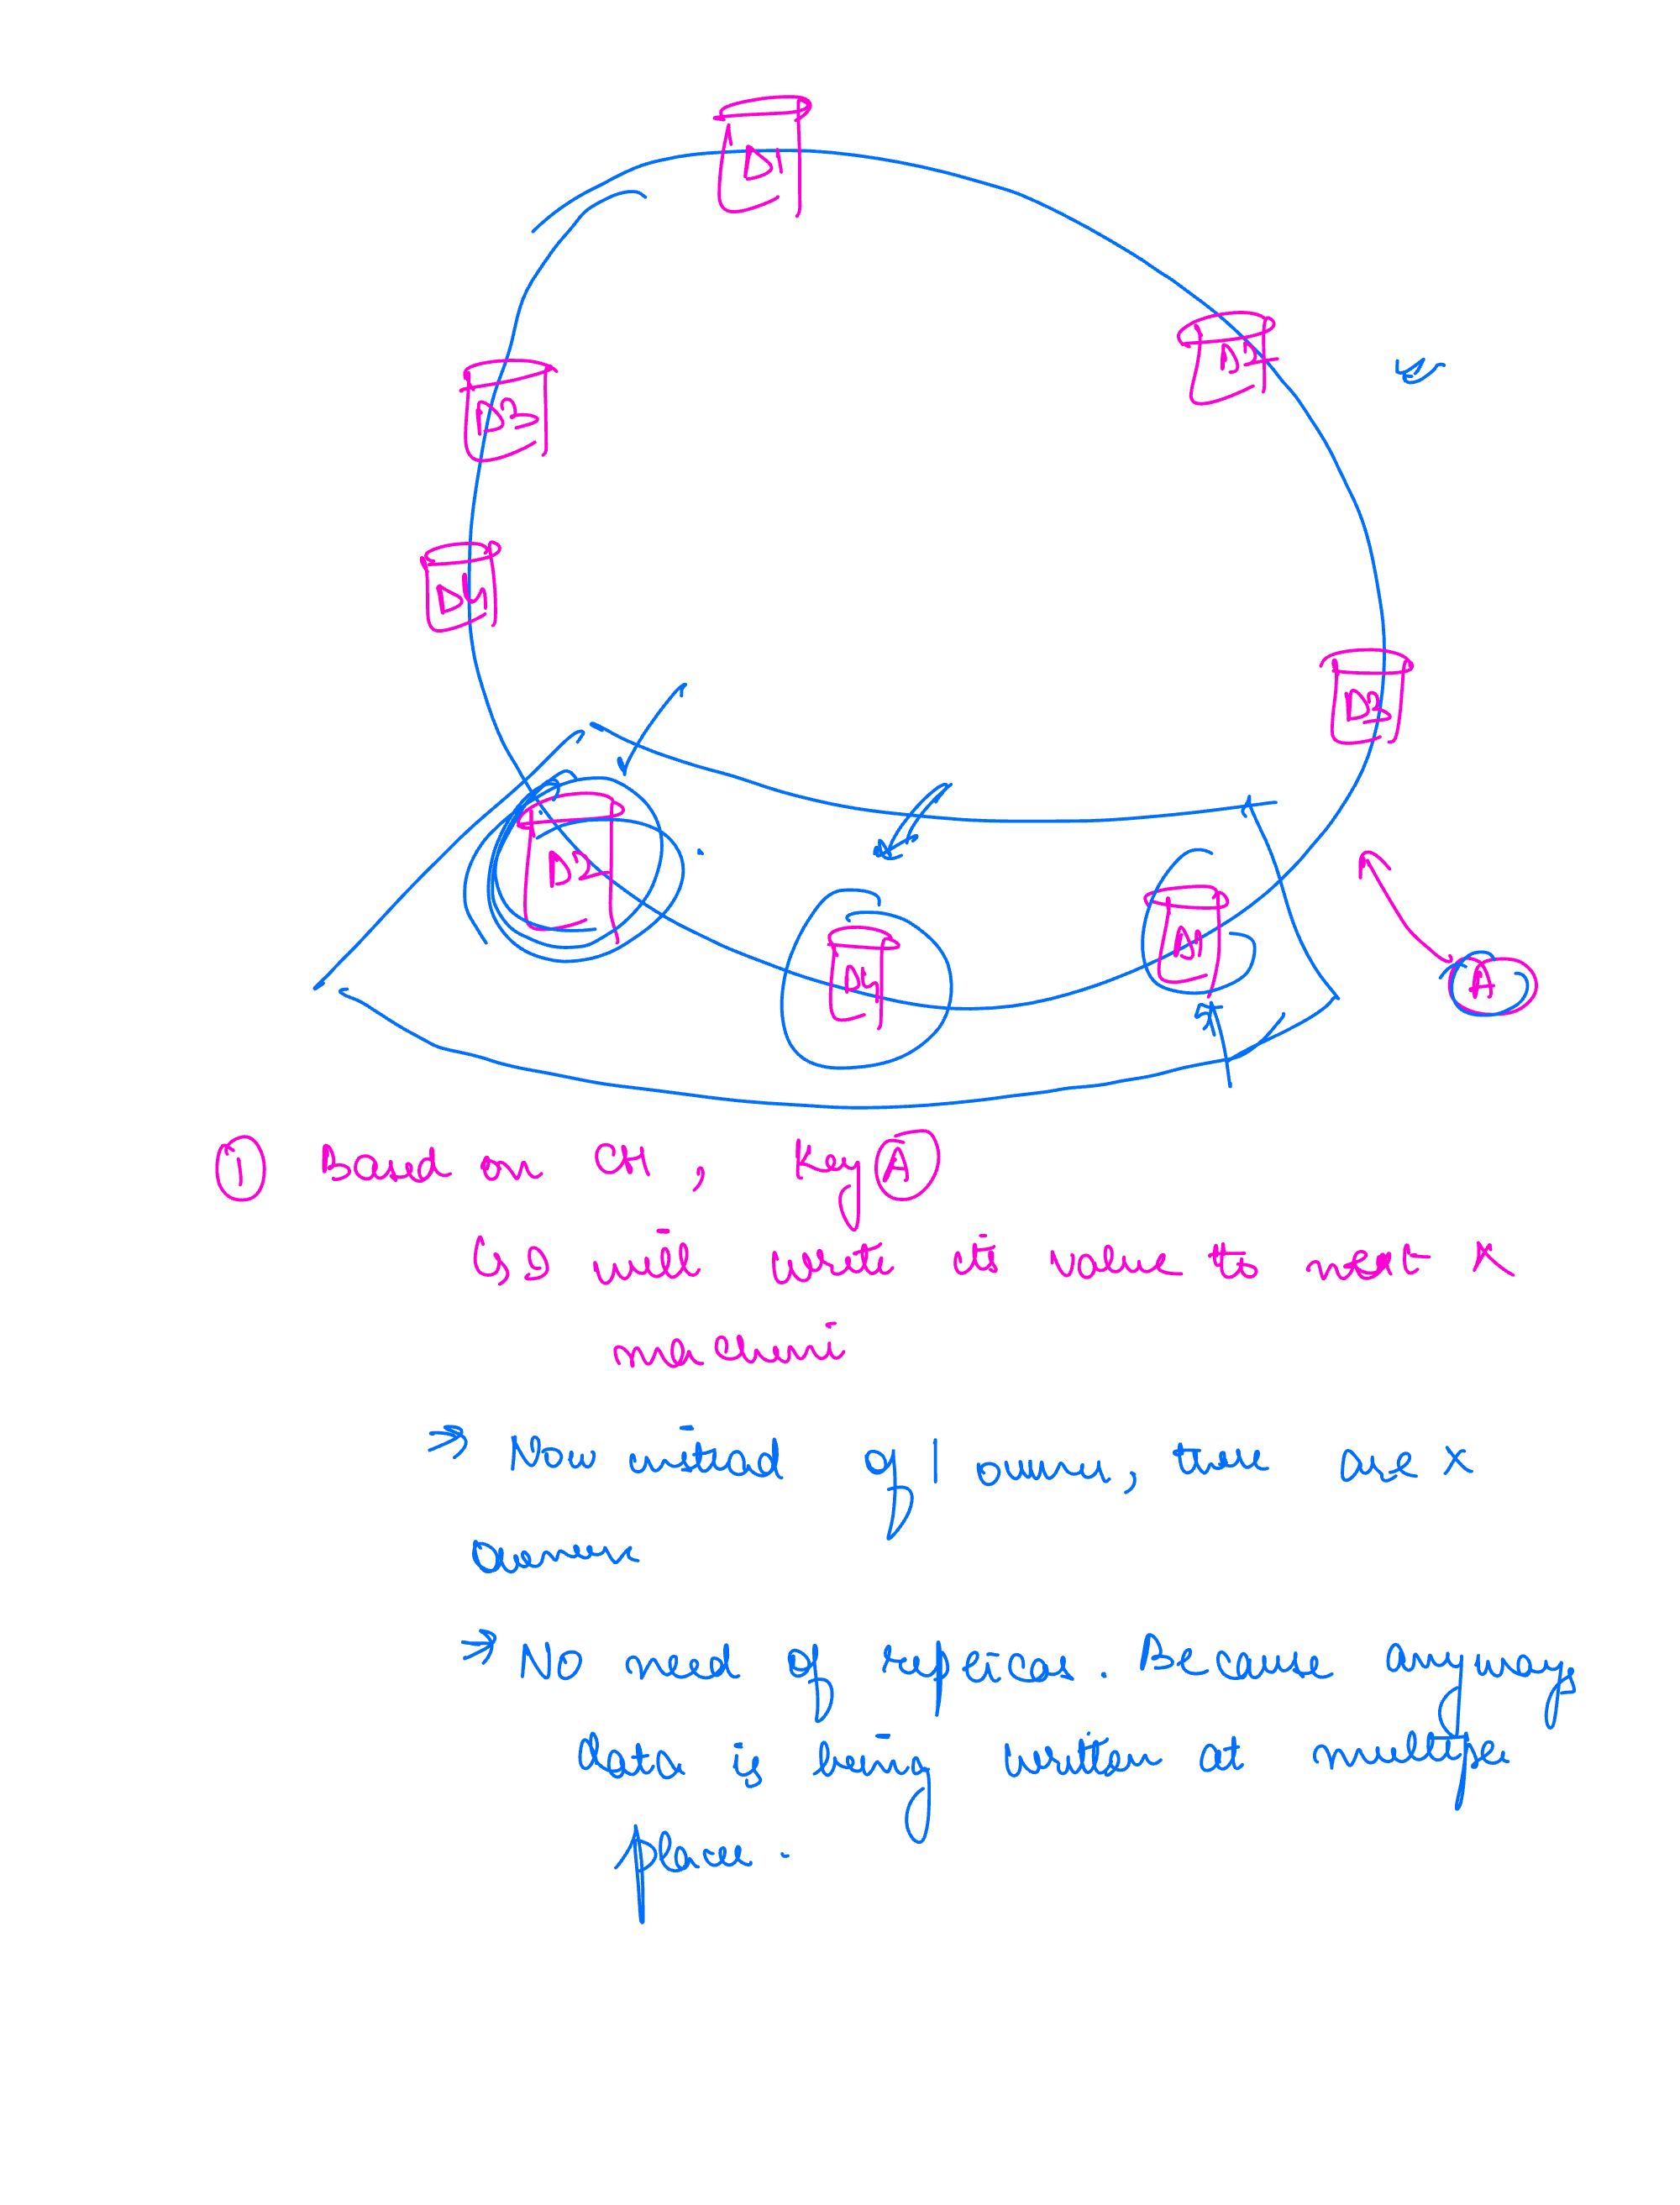 D1
D2
D3
D4
D3
D2
D4
D1
A
① Based on CH, Key Ⓐ
↳ S will write its value to next X
machine
→ Now instead of 1 owner, there are X
owners
→ No need of replicas. Because anyways
data is being written at multiple
places.